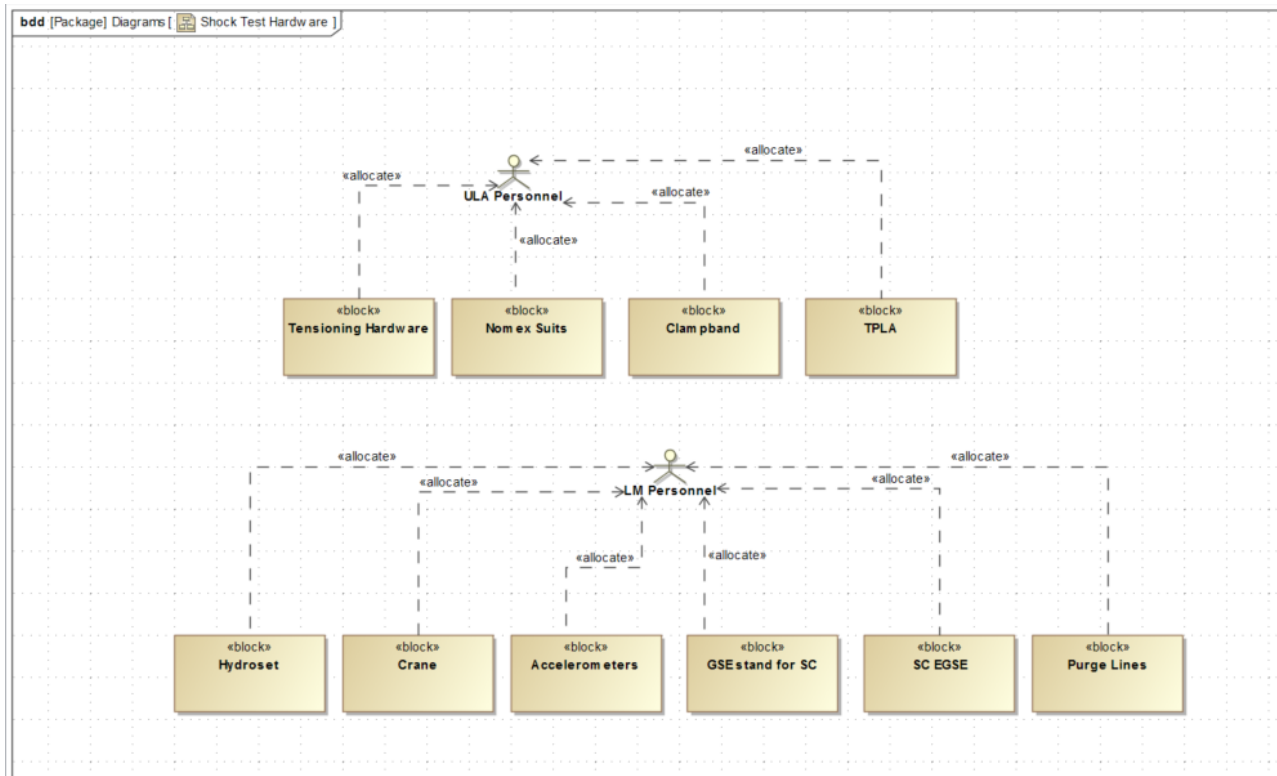 bdd [Package] Diagrams [ Shock Test Hardware ]
«allocate»
«allocate»
«allocate»
ULA Personnel
«allocate»
«block»
Tensioning Hardware
«block»
Nomex Suits
«block»
Clampband
«block»
TPLA
«allocate»
«allocate»
«allocate»
«allocate»
LM Personnel
«allocate»
«allocate»
«block»
Hydroset
«block»
Crane
«block»
Accelerometers
«block»
GSEstand for SC
«block»
SC EGSE
«block»
Purge Lines